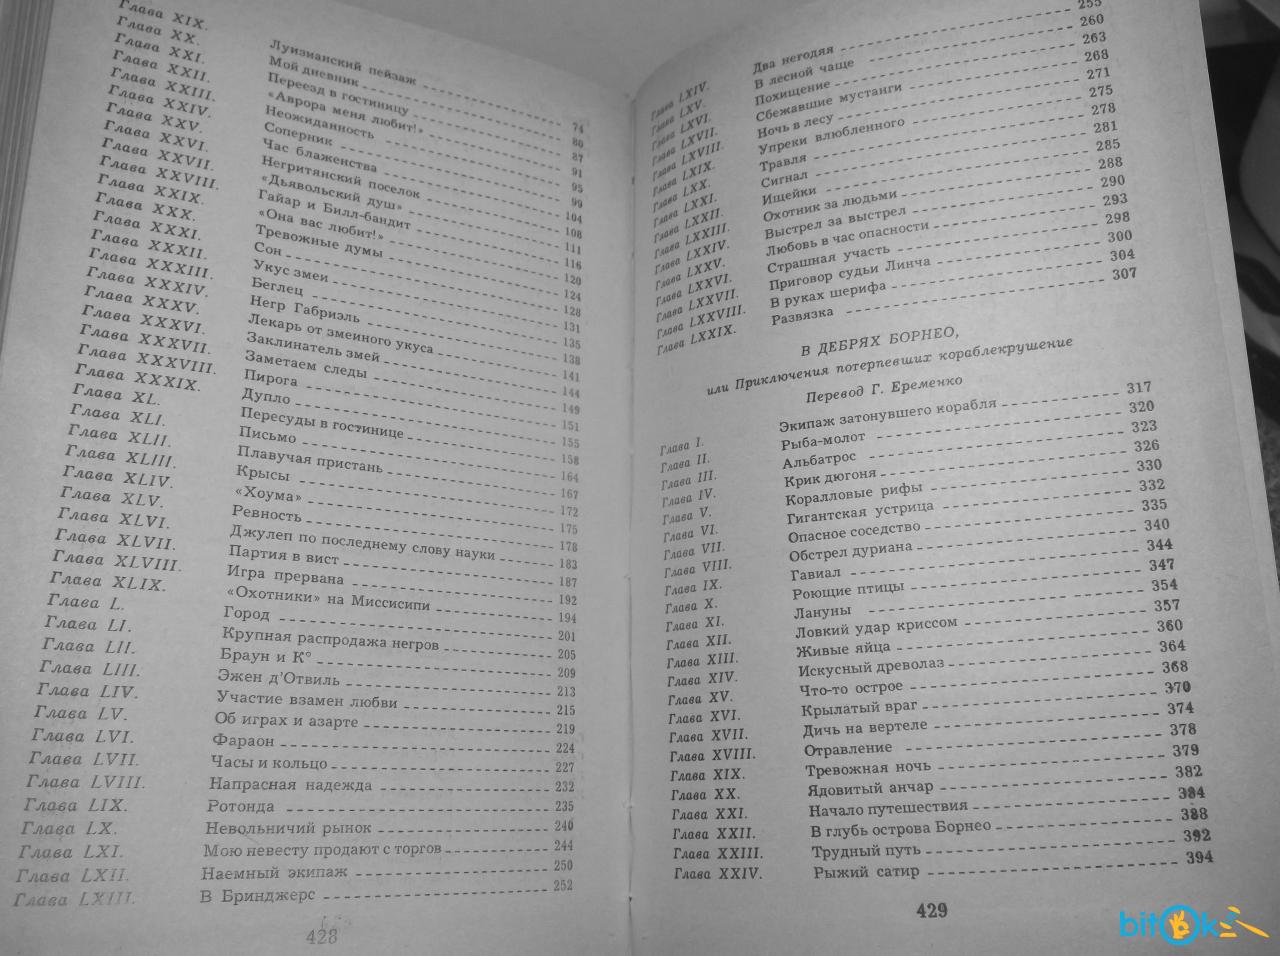 Глава XIX. Луизианский пейзаж 74
Глава XX. Мой дневник 80
Глава XXI. Переезд в гостиницу 87
Глава XXII. «Аврора меня любит!» 91
Глава XXIII. Неожиданность 95
Глава XXIV. Соперник 99
Глава XXV. Час блаженства 104
Глава XXVI. Негритянский поселок 108
Глава XXVII. «Дьявольский душ» 111
Глава XXVIII. Гайар и Билл-бандит 116
Глава XXIX. «Она вас любит!» 120
Глава XXX. Тревожные думы 124
Глава XXXI. Сон 128
Глава XXXII. Укус змеи 131
Глава XXXIII. Беглец 135
Глава XXXIV. Негр Габриэль 138
Глава XXXV. Лекарь от змеиного укуса 141
Глава XXXVI. Заклинатель змей 144
Глава XXXVII. Заметаем следы 149
Глава XXXVIII. Пирога 151
Глава XXXIX. Дупло 155
Глава XL. Пересуды в гостинице 158
Глава XLI. Письмо 164
Глава XLII. Плавучая пристань 167
Глава XLIII. Крысы 172
Глава XLIV. «Хоума» 175
Глава XLV. Ревность 178
Глава XLVI. Джулеп по последнему слову науки 183
Глава XLVII. Партия в вист 187
Глава XLVIII. Игра прервана 192
Глава XLIX. «Охотники» на Миссисипи 194
Глава L. Город 201
Глава LI. Крупная распродажа негров 205
Глава LII. Браун и К° 209
Глава LIII. Эжен д'Отвиль 213
Глава LIV. Участие взамен любви 215
Глава LV. Об играх и азарте 219
Глава LVI. Фараон 224
Глава LVII. Часы и кольцо 227
Глава LVIII. Напрасная надежда 232
Глава LIX. Ротонда 235
Глава LX. Невольничий рынок 240
Глава LXI. Мою невесту продают с торгов 244
Глава LXII. Наемный экипаж 250
Глава LXIII. В Бринджерс 252
428
Глава LXIV. Два негодяя 255
Глава LXV. В лесной чаще 260
Глава LXVI. Похищение 263
Глава LXVII. Сбежавшие мустанги 268
Глава LXVIII. Ночь в лесу 271
Глава LXIX. Упреки влюбленного 275
Глава LXX. Травля 278
Глава LXXI. Сигнал 281
Глава LXXII. Ищейки 285
Глава LXXIII. Охотник за людьми 288
Глава LXXIV. Выстрел за выстрел 290
Глава LXXV. Любовь в час опасности 293
Глава LXXVI. Страшная участь 298
Глава LXXVII. Приговор судьи Линча 300
Глава LXXVIII. В руках шерифа 304
Глава LXXIX. Развязка 307
В ДЕБРЯХ БОРНЕО,
или Приключения потерпевших кораблекрушение
Перевод Г. Еременко
Глава I. Экипаж затонувшего корабля 317
Глава II. Рыба-молот 320
Глава III. Альбатрос 323
Глава IV. Крик дюгоня 326
Глава V. Коралловые рифы 330
Глава VI. Гигантская устрица 332
Глава VII. Опасное соседство 335
Глава VIII. Обстрел дуриана 340
Глава IX. Гавиал 344
Глава X. Роющие птицы 347
Глава XI. Лануны 354
Глава XII. Ловкий удар криссом 357
Глава XIII. Живые яйца 360
Глава XIV. Искусный древолаз 364
Глава XV. Что-то острое 368
Глава XVI. Крылатый враг 370
Глава XVII. Дичь на вертеле 374
Глава XVIII. Отравление 378
Глава XIX. Тревожная ночь 379
Глава XX. Ядовитый анчар 382
Глава XXI. Начало путешествия 384
Глава XXII. В глубь острова Борнео 388
Глава XXIII. Трудный путь 392
Глава XXIV. Рыжий сатир 394
429
bitOk